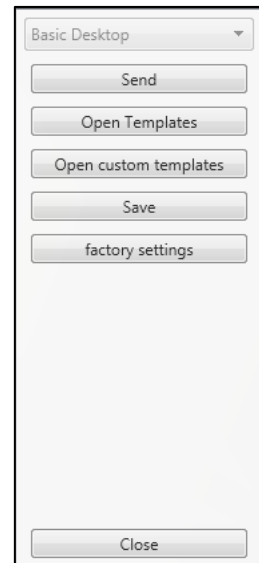 Basic Desktop
Send
Open Templates
Open custom templates
Save
factory settings
Close